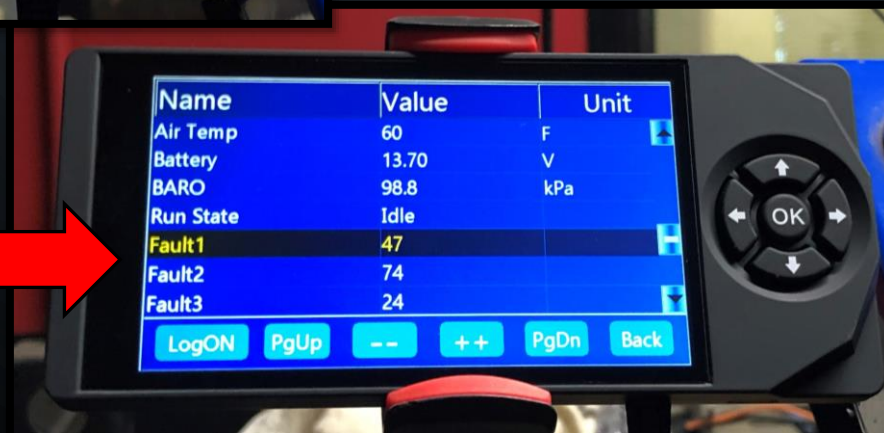 Name Value Unit
Air Temp 60 F
Battery 13.70 V
BARO 98.8 kPa
Run State Idle
Fault1 47
Fault2 74
Fault3 24
LogON PgUp -- ++ PgDn Back
OK